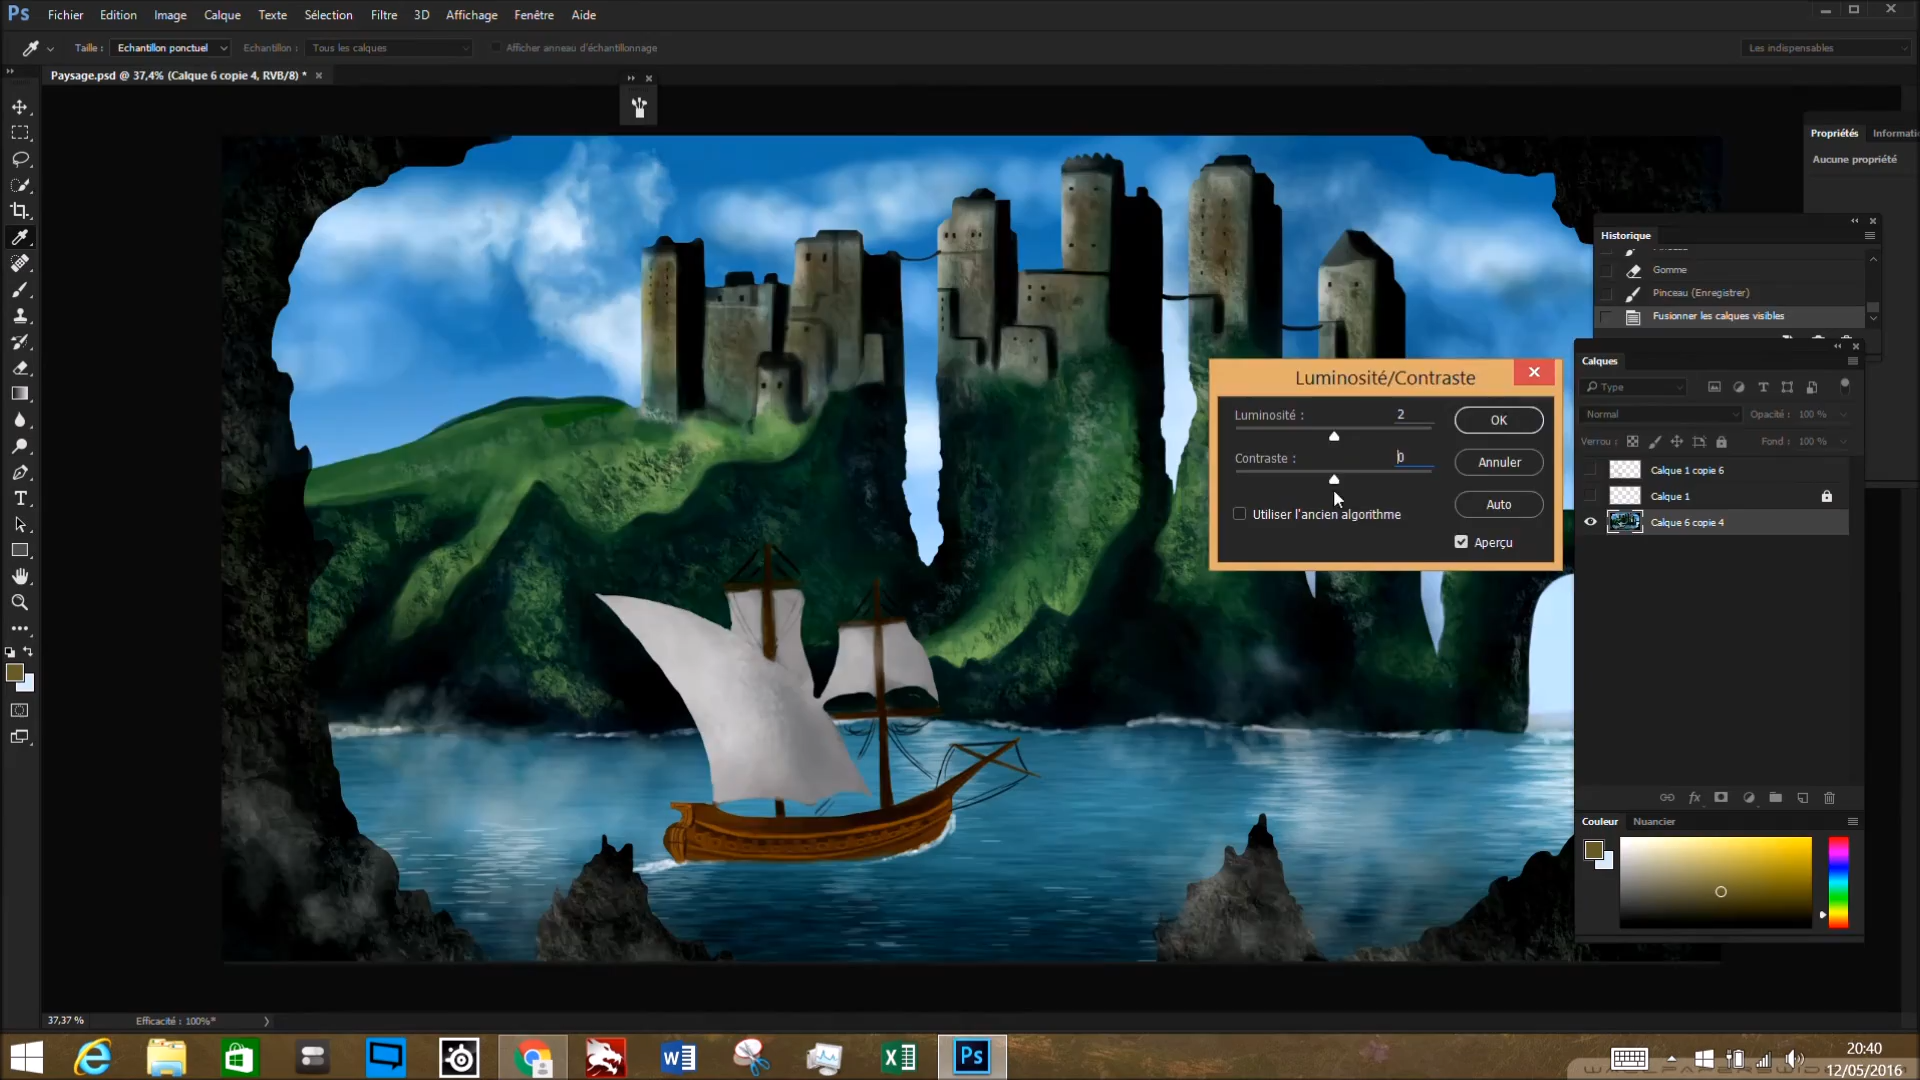 Ps Fichier Edition Image Calque Texte Sélection Filtre 3D Affichage Fenêtre Aide
Taille : Echantillon ponctuel Echantillon : Tous les calques Afficher anneau d'échantillonnage Les indispensables
Paysage.psd @ 37,4% (Calque 6 copie 4, RVB/8) *
Propriétés Informati
Aucune propriété
Historique
Gomme
Pinceau (Enregistrer)
Fusionner les calques visibles
Calques
Type
Normal Opacité : 100 %
Verrou : Fond : 100 %
Calque 1 copie 6
Calque 1
Calque 6 copie 4
Luminosité/Contraste
Luminosité : 2
OK
Contraste : 0
Annuler
Auto
Utiliser l'ancien algorithme
Aperçu
Couleur Nuancier
37,37 % Efficacité : 100%*
Ps
20:40
12/05/2016